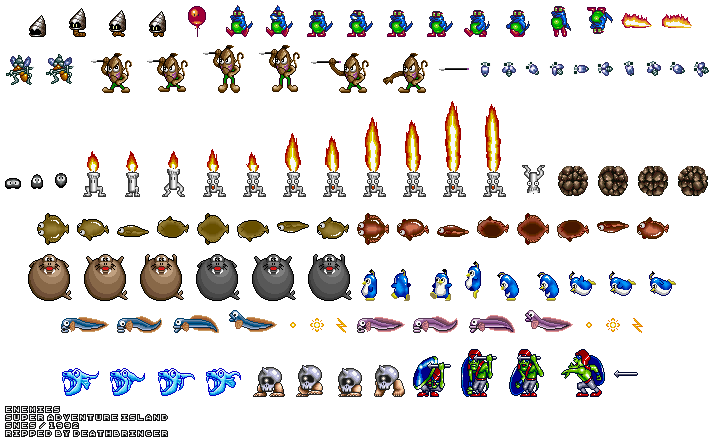 ENEMIES
SUPER ADVENTURE ISLAND
SNES / 1992
RIPPED BY DEATHBRINGER